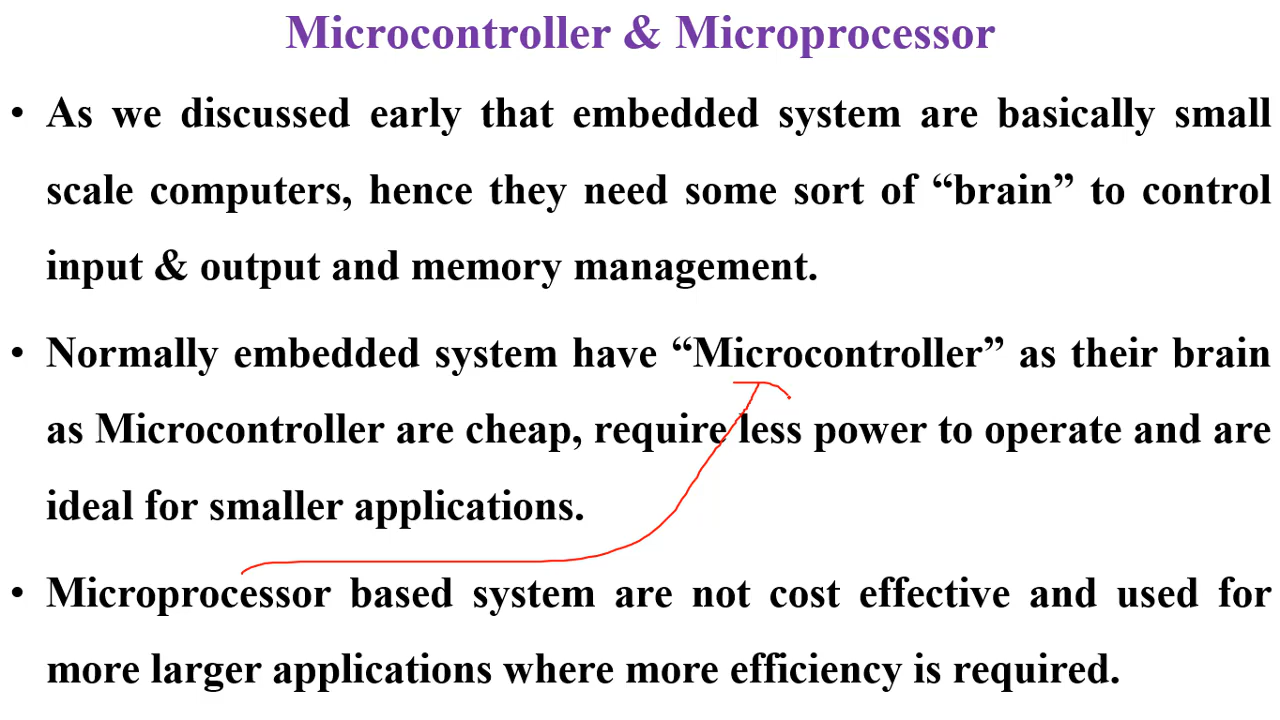 Microcontroller & Microprocessor
• As we discussed early that embedded system are basically small
scale computers, hence they need some sort of “brain” to control
input & output and memory management.
• Normally embedded system have “Microcontroller” as their brain
as Microcontroller are cheap, require less power to operate and are
ideal for smaller applications.
• Microprocessor based system are not cost effective and used for
more larger applications where more efficiency is required.